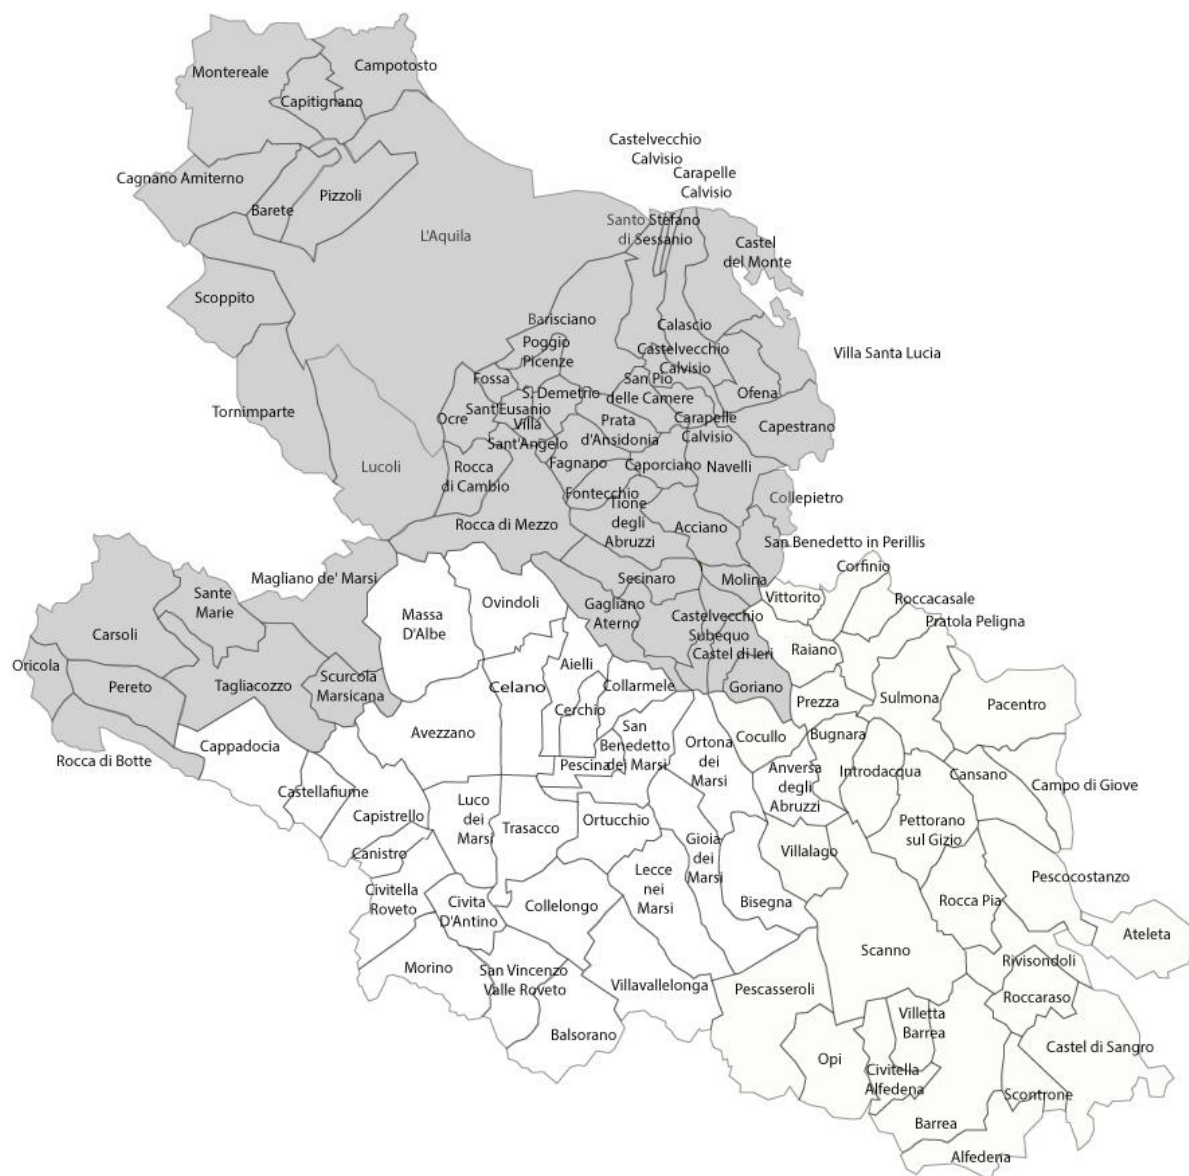 Montereale
Campotosto
Capitignano
Castelvecchio
Calvisio
Carapelle
Calvisio
Cagnano Amiterno
Barete
Pizzoli
L'Aquila
Santo Stefano
di Sessanio
Castel
del Monte
Scoppito
Barisciano
Calascio
Poggio
Picenze
Castelvecchio
Calvisio
Villa Santa Lucia
Fossa
San Pio
delle Camere
S. Demetrio
Ofena
Tornimparte
Ocre
Sant'Eusanio
Villa
Sant'Angelo
Prata
d'Ansidonia
Carapelle
Calvisio
Capestrano
Lucoli
Rocca
di Cambio
Fagnano
Caporciano
Navelli
Fontecchio
Collepietro
Rocca di Mezzo
Tione
degli
Abruzzi
Acciano
San Benedetto in Perillis
Corfinio
Magliano de' Marsi
Sante
Marie
Massa
D'Albe
Ovindoli
Secinaro
Molina
Vittorito
Roccacasale
Gagliano
Aterno
Castelvecchio
Subequo
Pratola Peligna
Carsoli
Raiano
Castel di Ieri
Oricola
Pereto
Tagliacozzo
Scurcola
Marsicana
Celano
Aielli
Collarmele
Goriano
Prezza
Sulmona
Pacentro
Cerchio
Avezzano
San
Benedetto
dei Marsi
Ortona
dei
Marsi
Cocullo
Bugnara
Cappadocia
Rocca di Botte
Pescina
Anversa
degli
Abruzzi
Introdacqua
Cansano
Campo di Giove
Castellafiume
Capistrello
Luco
dei
Marsi
Trasacco
Ortucchio
Pettorano
sul Gizio
Canistro
Gioia
dei
Marsi
Villalago
Lecce
nei
Marsi
Pescocostanzo
Civitella
Roveto
Civita
D'Antino
Collelongo
Bisegna
Rocca Pia
Ateleta
Scanno
Morino
San Vincenzo
Valle Roveto
Villavallelonga
Pescasseroli
Rivisondoli
Roccaraso
Balsorano
Villetta
Barrea
Opi
Civitella
Alfedena
Castel di Sangro
Scontrone
Barrea
Alfedena